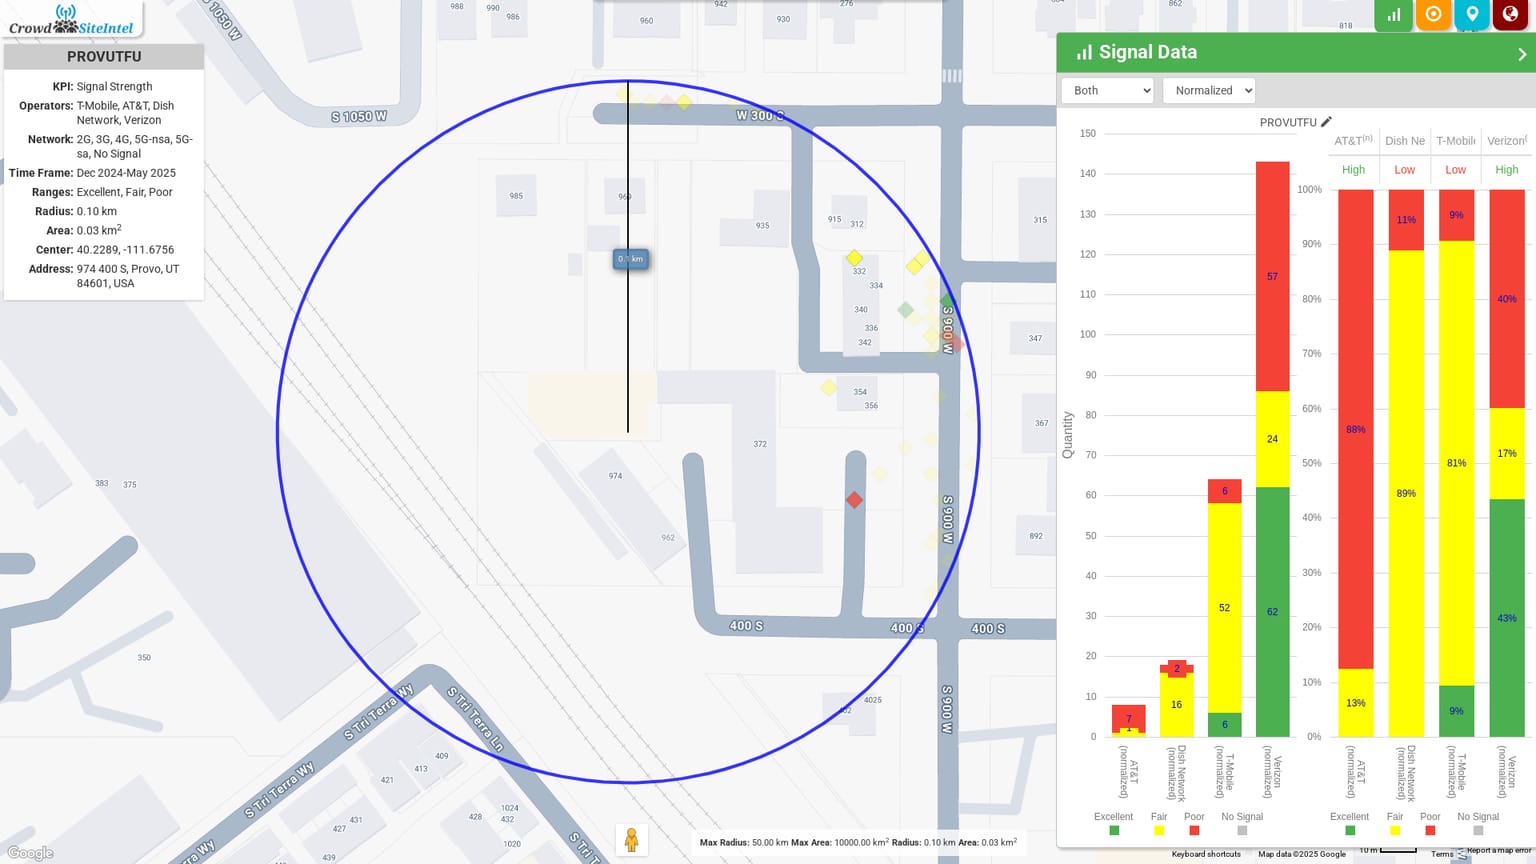 Crowd SiteIntel
PROVUTFU
KPI: Signal Strength
Operators: T-Mobile, AT&T, Dish
Network, Verizon
Network: 2G, 3G, 4G, 5G-nsa, 5G-
sa, No Signal
Time Frame: Dec 2024-May 2025
Ranges: Excellent, Fair, Poor
Radius: 0.10 km
Area: 0.03 km2
Center: 40.2289, -111.6756
Address: 974 400 S, Provo, UT
84601, USA
S 1050 W
988
990
986
960
942
930
276
862
818
S 1050 W
W 300 S
985
969
935
915
312
315
0.1 km
332
334
340
336
342
S 900 W
347
354
356
367
372
383
375
974
962
S 900 W
892
400 S
400 S
400 S
350
4025
S 900 W
S Tri Terra Wy
S Tri Terra Ln
409
413
421
S Tri Terra Wy
431
427
439
1024
432
428
1020
Google
Max Radius: 50.00 km Max Area: 10000.00 km2 Radius: 0.10 km Area: 0.03 km2
Signal Data
Both
Normalized
PROVUTFU
AT&T(n) Dish Ne T-Mobile Verizon(
High Low Low High
Quantity
150
140
130
120
110
100
90
80
70
60
50
40
30
20
10
0
7
1
2
16
6
52
6
57
24
62
AT&T
(normalized)
Dish Network
(normalized)
T-Mobile
(normalized)
Verizon
(normalized)
Excellent Fair Poor No Signal
100%
90%
80%
70%
60%
50%
40%
30%
20%
10%
0%
88%
13%
11%
89%
9%
81%
9%
40%
17%
43%
AT&T
(normalized)
Dish Network
(normalized)
T-Mobile
(normalized)
Verizon
(normalized)
Excellent Fair Poor No Signal
Keyboard shortcuts Map data ©2025 Google 10 m Terms Report a map error